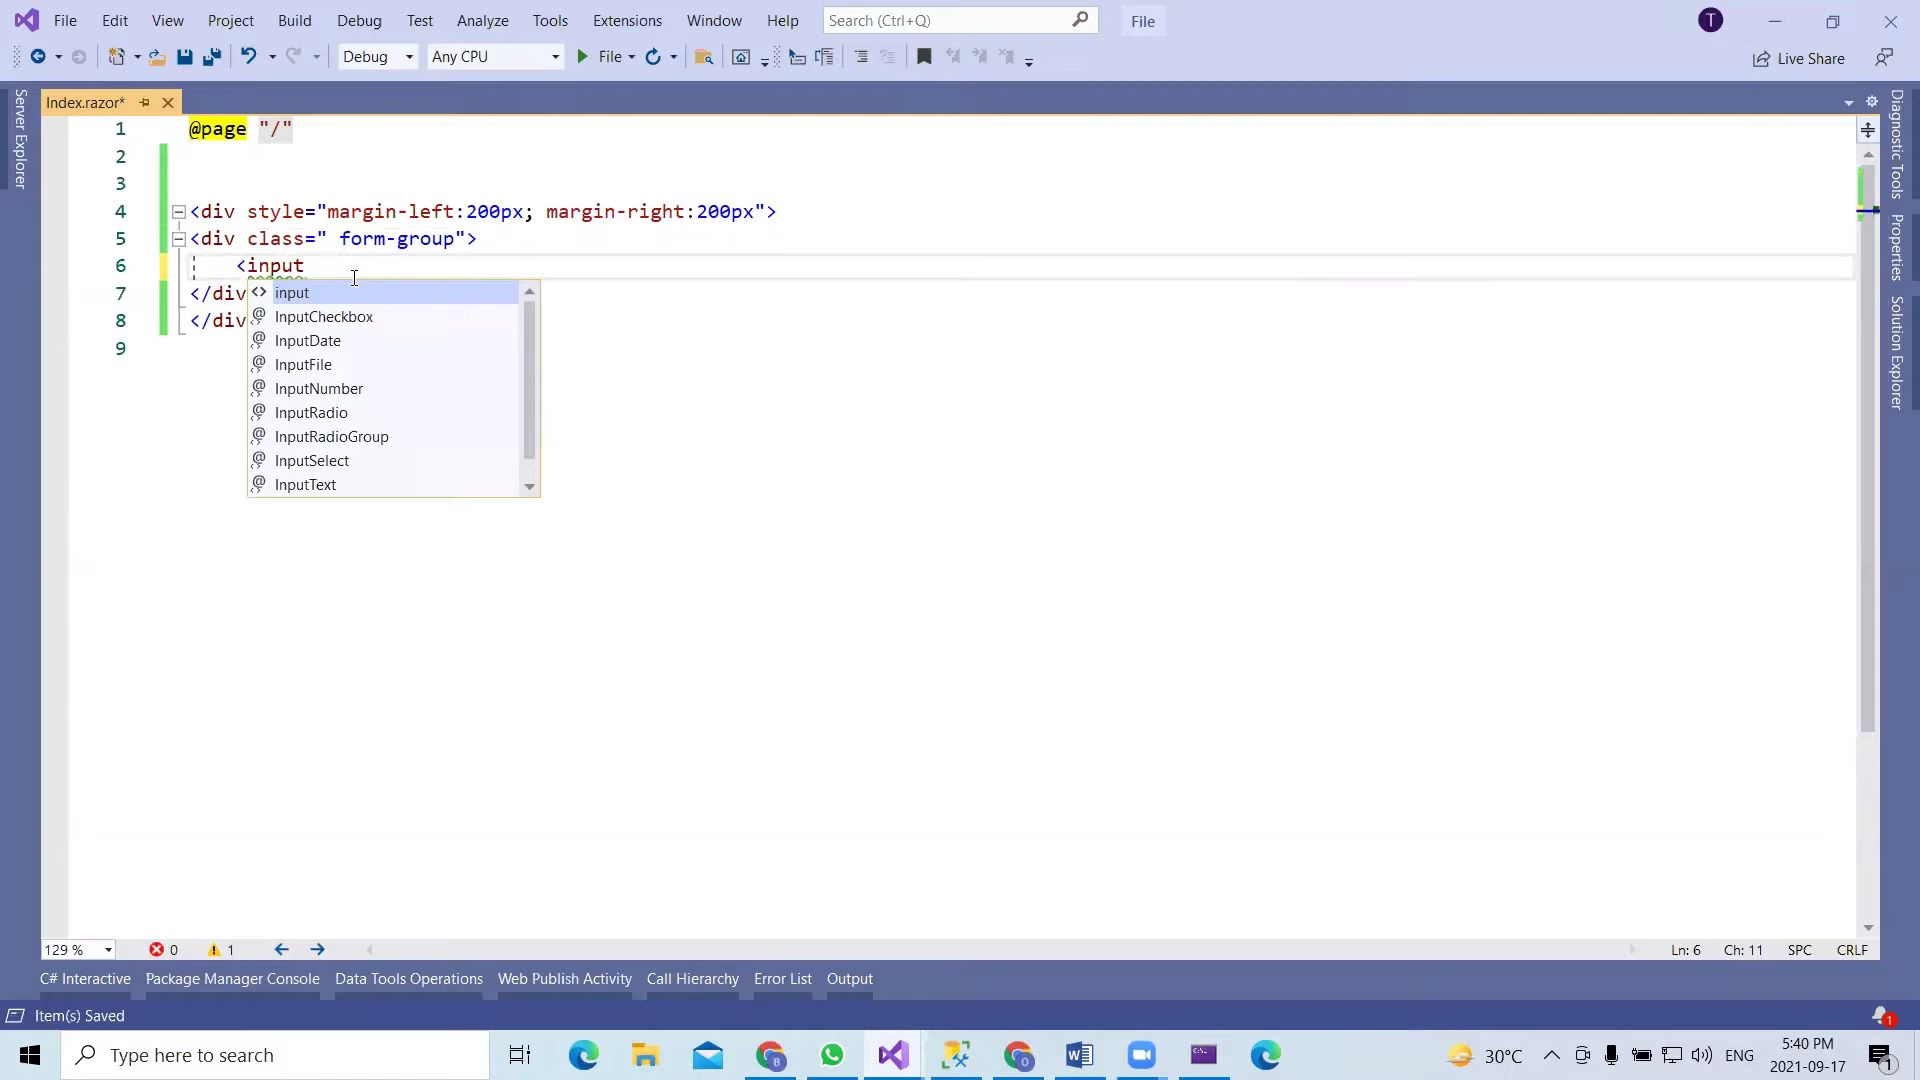 File Edit View Project Build Debug Test Analyze Tools Extensions Window Help Search (Ctrl+Q) File T
Debug Any CPU File Live Share
Server Explorer
Index.razor*
Diagnostic Tools
Properties
Solution Explorer
1 @page "/"
2
3
4 <div style="margin-left:200px; margin-right:200px">
5 <div class=" form-group">
6 <input
7 </div
8 </div
9
input
InputCheckbox
InputDate
InputFile
InputNumber
InputRadio
InputRadioGroup
InputSelect
InputText
129 % 0 1 Ln: 6 Ch: 11 SPC CRLF
C# Interactive Package Manager Console Data Tools Operations Web Publish Activity Call Hierarchy Error List Output
Item(s) Saved 1
Type here to search 30°C ENG 5:40 PM
2021-09-17 1